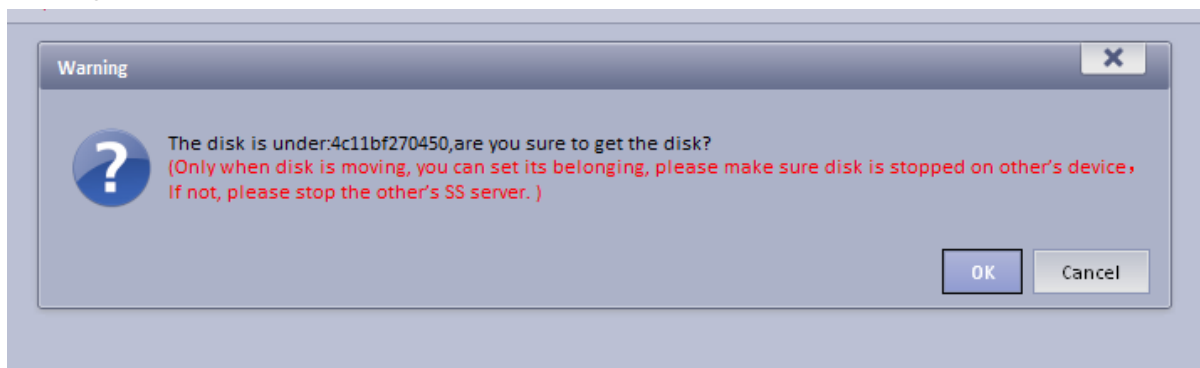 Warning
The disk is under:4c11bf270450,are you sure to get the disk?
(Only when disk is moving, you can set its belonging, please make sure disk is stopped on other's device，
If not, please stop the other's SS server. )
OK
Cancel